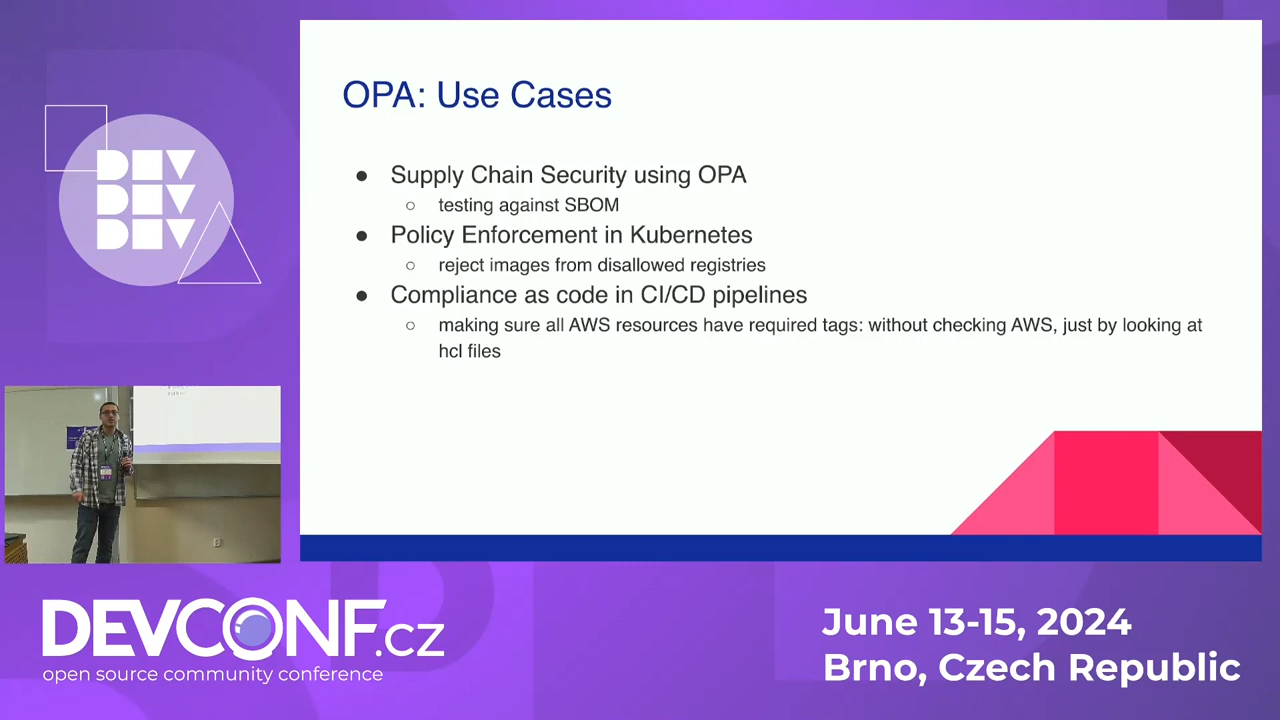 DEV
DEV
DEV
OPA: Use Cases
● Supply Chain Security using OPA
○ testing against SBOM
● Policy Enforcement in Kubernetes
○ reject images from disallowed registries
● Compliance as code in CI/CD pipelines
○ making sure all AWS resources have required tags: without checking AWS, just by looking at
hcl files
DEVCONF.cz
open source community conference
June 13-15, 2024
Brno, Czech Republic